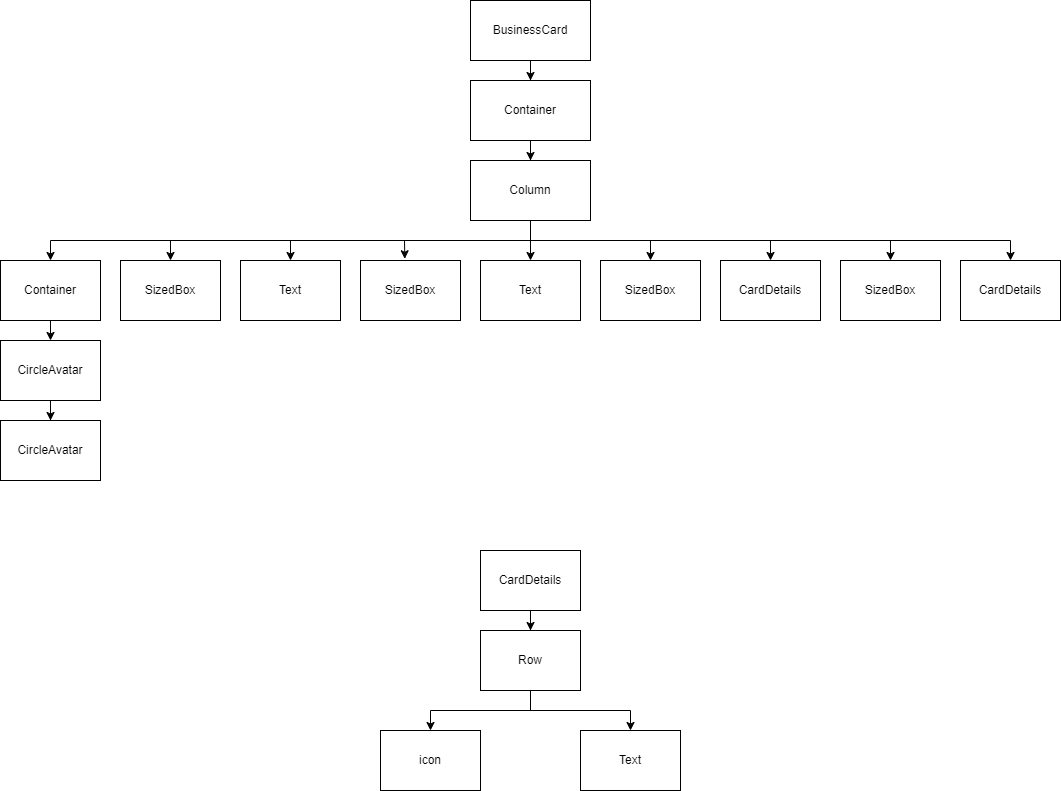 BusinessCard
Container
Column
Container
SizedBox
Text
SizedBox
Text
SizedBox
CardDetails
SizedBox
CardDetails
CircleAvatar
CircleAvatar
CardDetails
Row
icon
Text